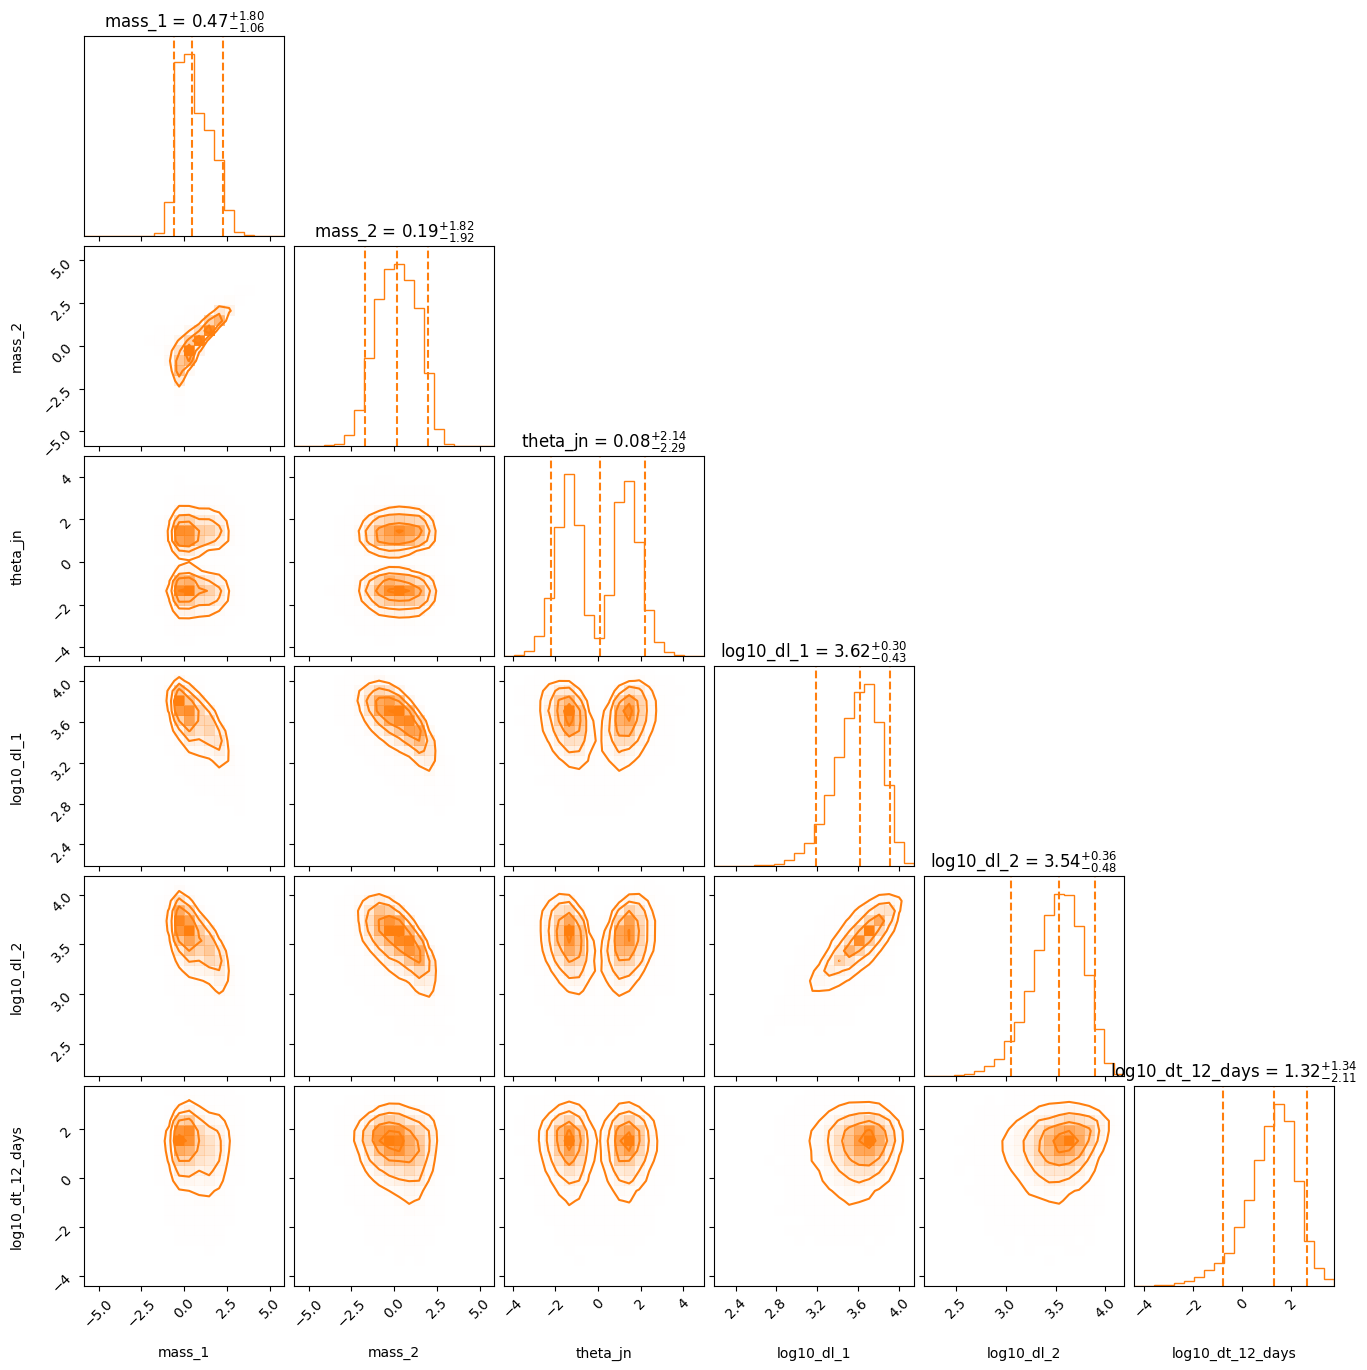 mass_1 = 0.47+1.80−1.06
mass_2 = 0.19+1.82−1.92
5.0
2.5
0.0
−2.5
−5.0
mass_2
theta_jn = 0.08+2.14−2.29
4
2
0
−2
−4
theta_jn
log10_dl_1 = 3.62+0.30−0.43
4.0
3.6
3.2
2.8
2.4
log10_dl_1
log10_dl_2 = 3.54+0.36−0.48
4.0
3.5
3.0
2.5
log10_dl_2
log10_dt_12_days = 1.32+1.34−2.11
2
0
−2
−4
log10_dt_12_days
−5.0 −2.5 0.0 2.5 5.0 −5.0 −2.5 0.0 2.5 5.0 −4 −2 0 2 4 2.4 2.8 3.2 3.6 4.0 2.5 3.0 3.5 4.0 −4 −2 0 2
mass_1 mass_2 theta_jn log10_dl_1 log10_dl_2 log10_dt_12_days